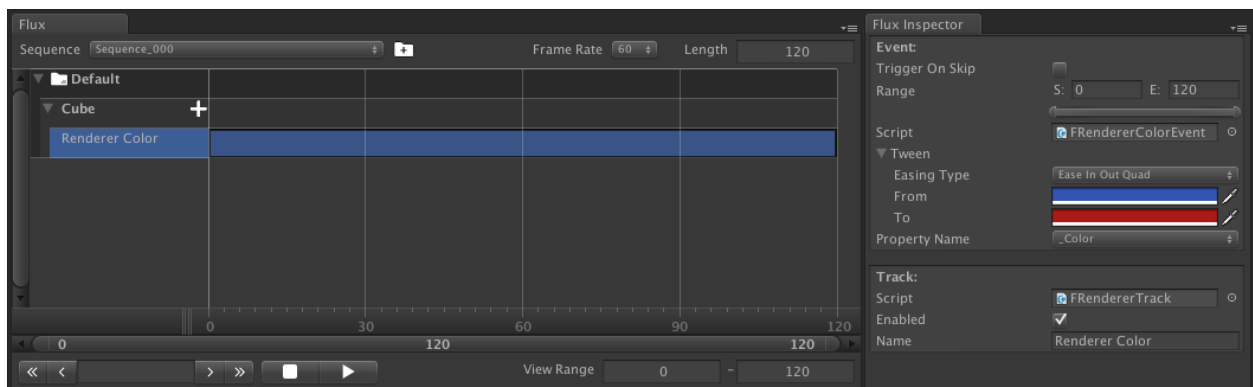 Flux
Sequence Sequence_000 Frame Rate 60 Length 120
Default
Cube
Renderer Color
0 30 60 90 120
0 120 120
View Range 0 - 120
Flux Inspector
Event:
Trigger On Skip
Range S: 0 E: 120
Script FRendererColorEvent
Tween
Easing Type Ease In Out Quad
From
To
Property Name _Color
Track:
Script FRendererTrack
Enabled
Name Renderer Color